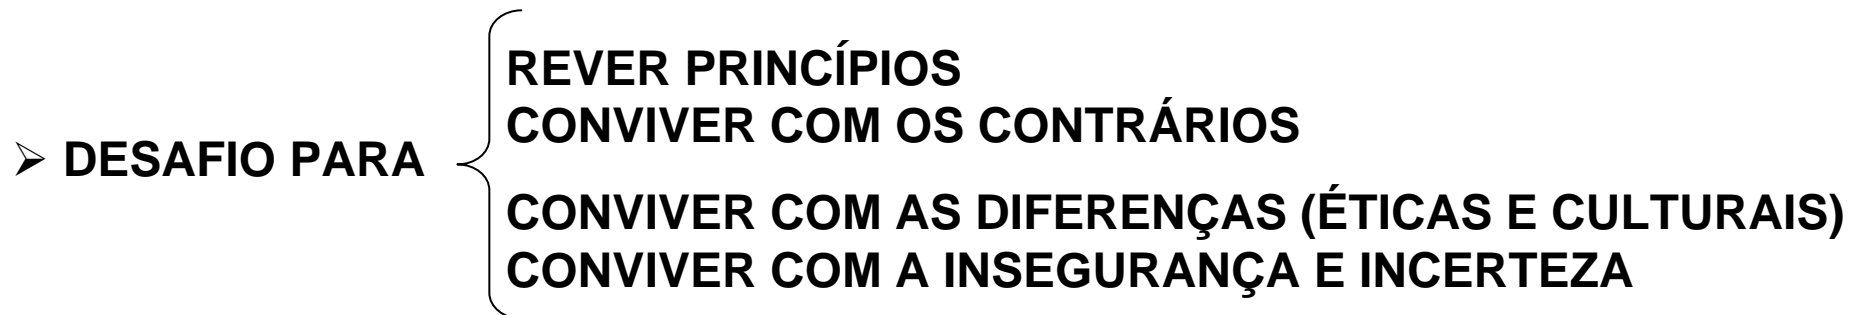 REVER PRINCÍPIOS
CONVIVER COM OS CONTRÁRIOS
➢ DESAFIO PARA
CONVIVER COM AS DIFERENÇAS (ÉTICAS E CULTURAIS)
CONVIVER COM A INSEGURANÇA E INCERTEZA